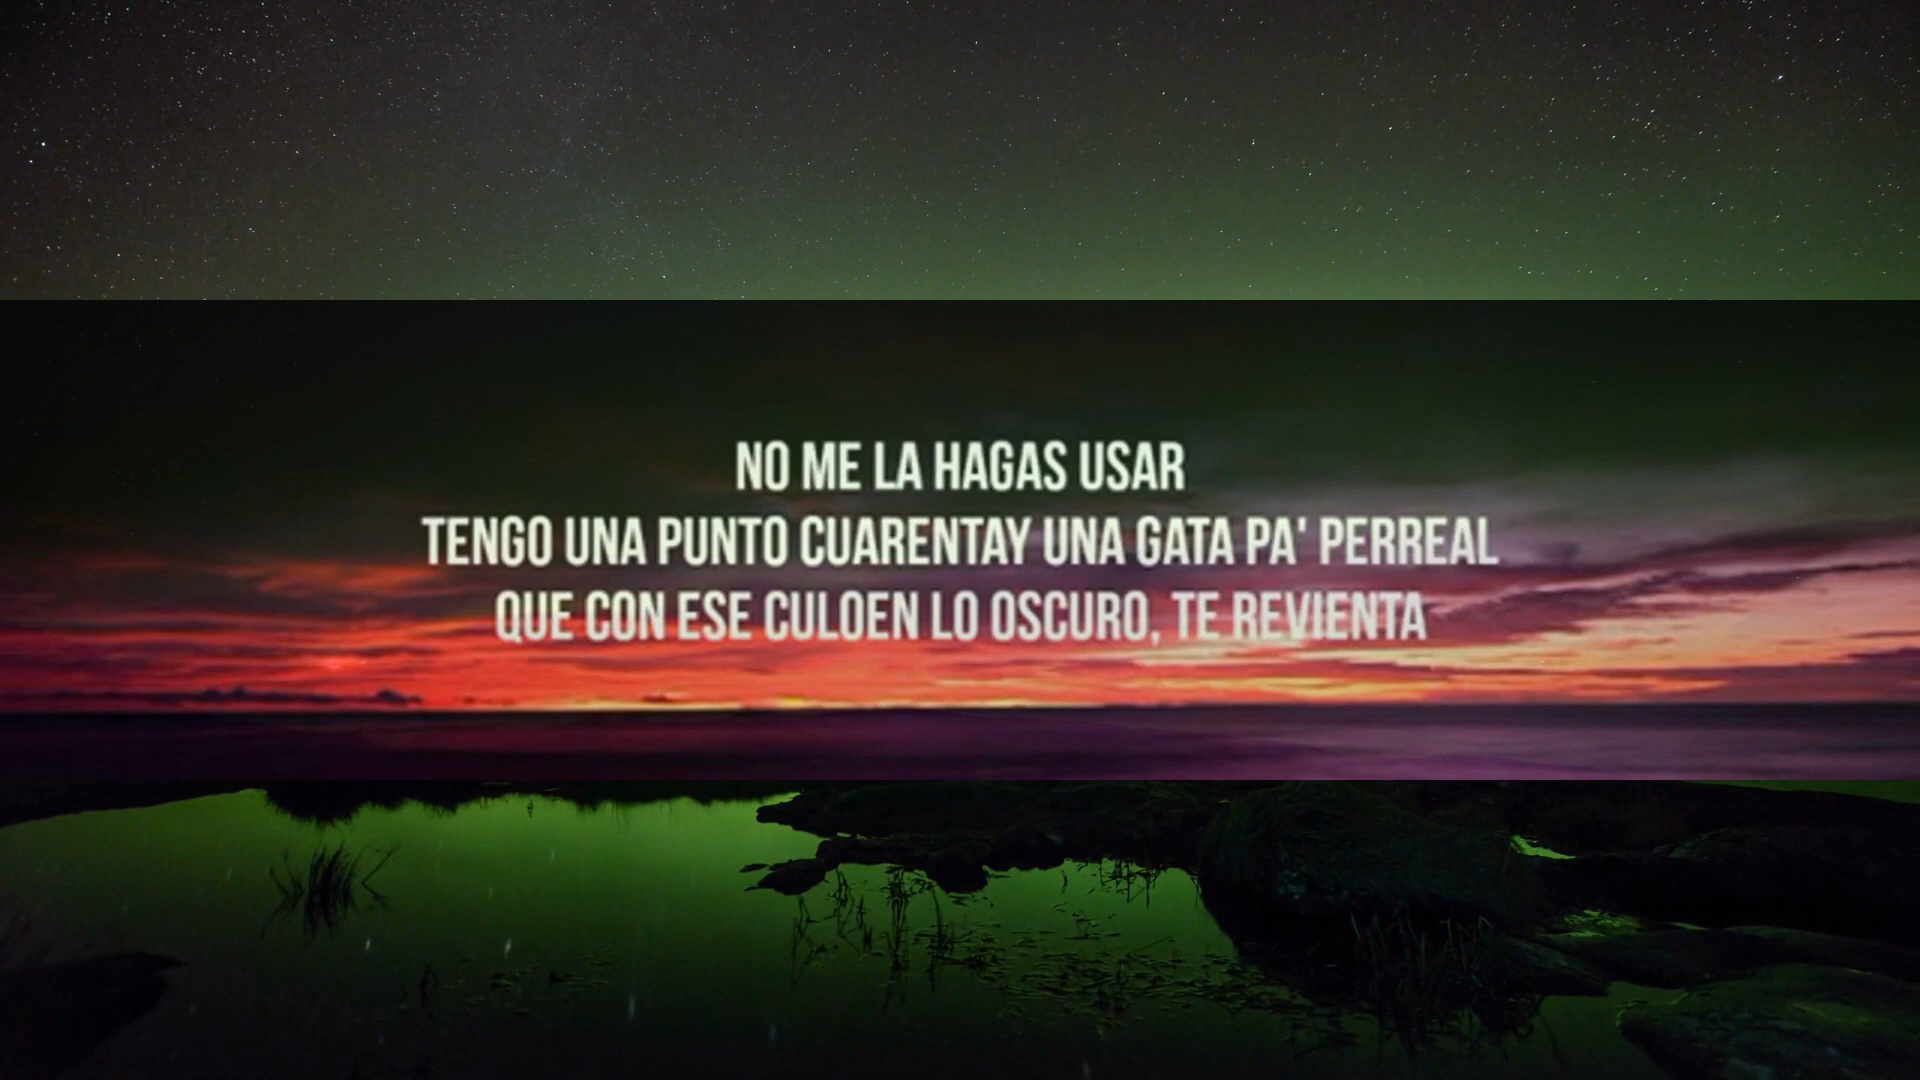 NO ME LA HAGAS USAR
TENGO UNA PUNTO CUARENTAY UNA GATA PA' PERREAL
QUE CON ESE CULOEN LO OSCURO, TE REVIENTA